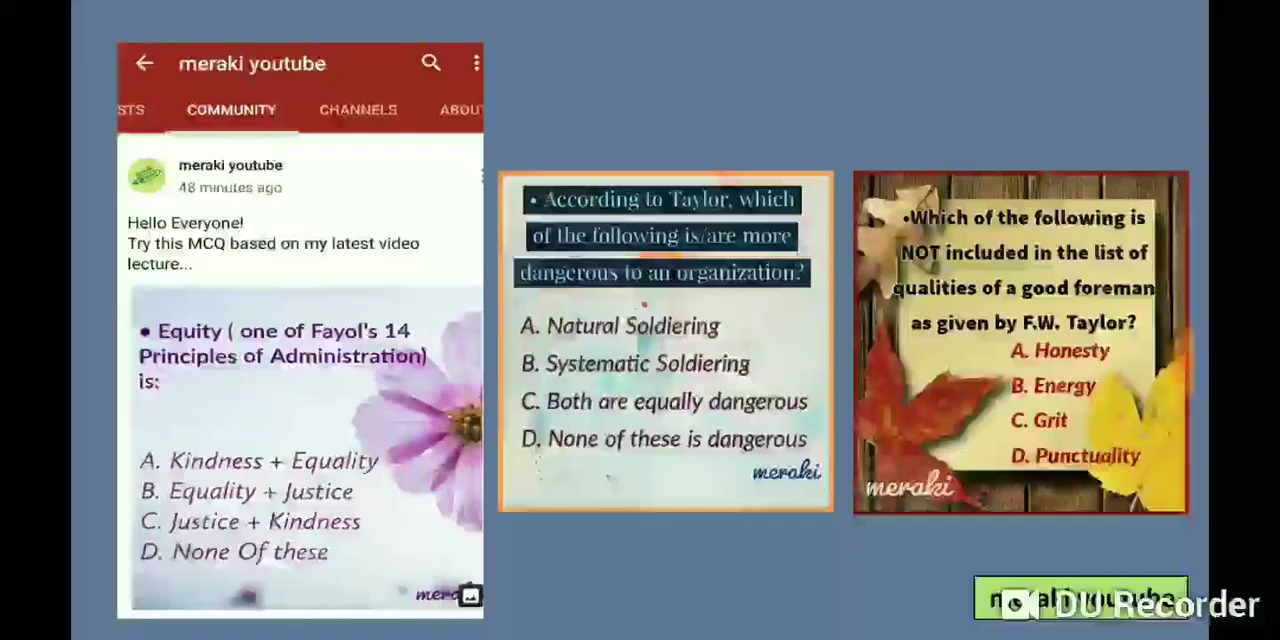 meraki youtube
STS COMMUNITY CHANNELS ABOU
meraki youtube
48 minutes ago
Hello Everyone!
Try this MCQ based on my latest video
lecture...
• Equity ( one of Fayol's 14
Principles of Administration)
is:
A. Kindness + Equality
B. Equality + Justice
C. Justice + Kindness
D. None Of these
mera
• According to Taylor, which
of the following is/are more
dangerous to an organization?
A. Natural Soldiering
B. Systematic Soldiering
C. Both are equally dangerous
D. None of these is dangerous
meraki
•Which of the following is
NOT included in the list of
qualities of a good foreman
as given by F.W. Taylor?
A. Honesty
B. Energy
C. Grit
D. Punctuality
meraki
meraki youtube
DU Recorder